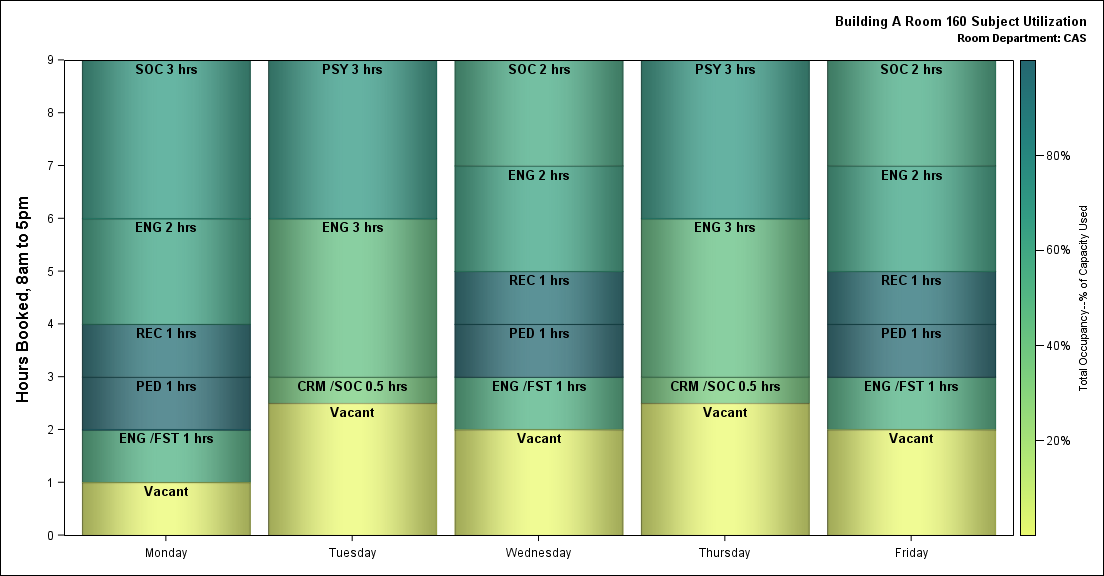 Building A Room 160 Subject Utilization
Room Department: CAS
Hours Booked, 8am to 5pm
9
8
7
6
5
4
3
2
1
0
SOC 3 hrs
ENG 2 hrs
REC 1 hrs
PED 1 hrs
ENG /FST 1 hrs
Vacant
PSY 3 hrs
ENG 3 hrs
CRM /SOC 0.5 hrs
Vacant
SOC 2 hrs
ENG 2 hrs
REC 1 hrs
PED 1 hrs
ENG /FST 1 hrs
Vacant
PSY 3 hrs
ENG 3 hrs
CRM /SOC 0.5 hrs
Vacant
SOC 2 hrs
ENG 2 hrs
REC 1 hrs
PED 1 hrs
ENG /FST 1 hrs
Vacant
Monday
Tuesday
Wednesday
Thursday
Friday
80%
60%
40%
20%
Total Occupancy--% of Capacity Used